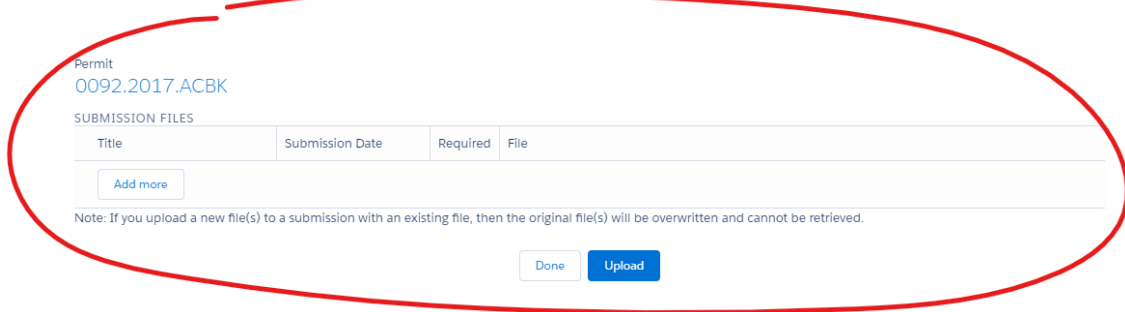 Permit
0092.2017.ACBK
SUBMISSION FILES
Title Submission Date Required File
Add more
Note: If you upload a new file(s) to a submission with an existing file, then the original file(s) will be overwritten and cannot be retrieved.
Done Upload